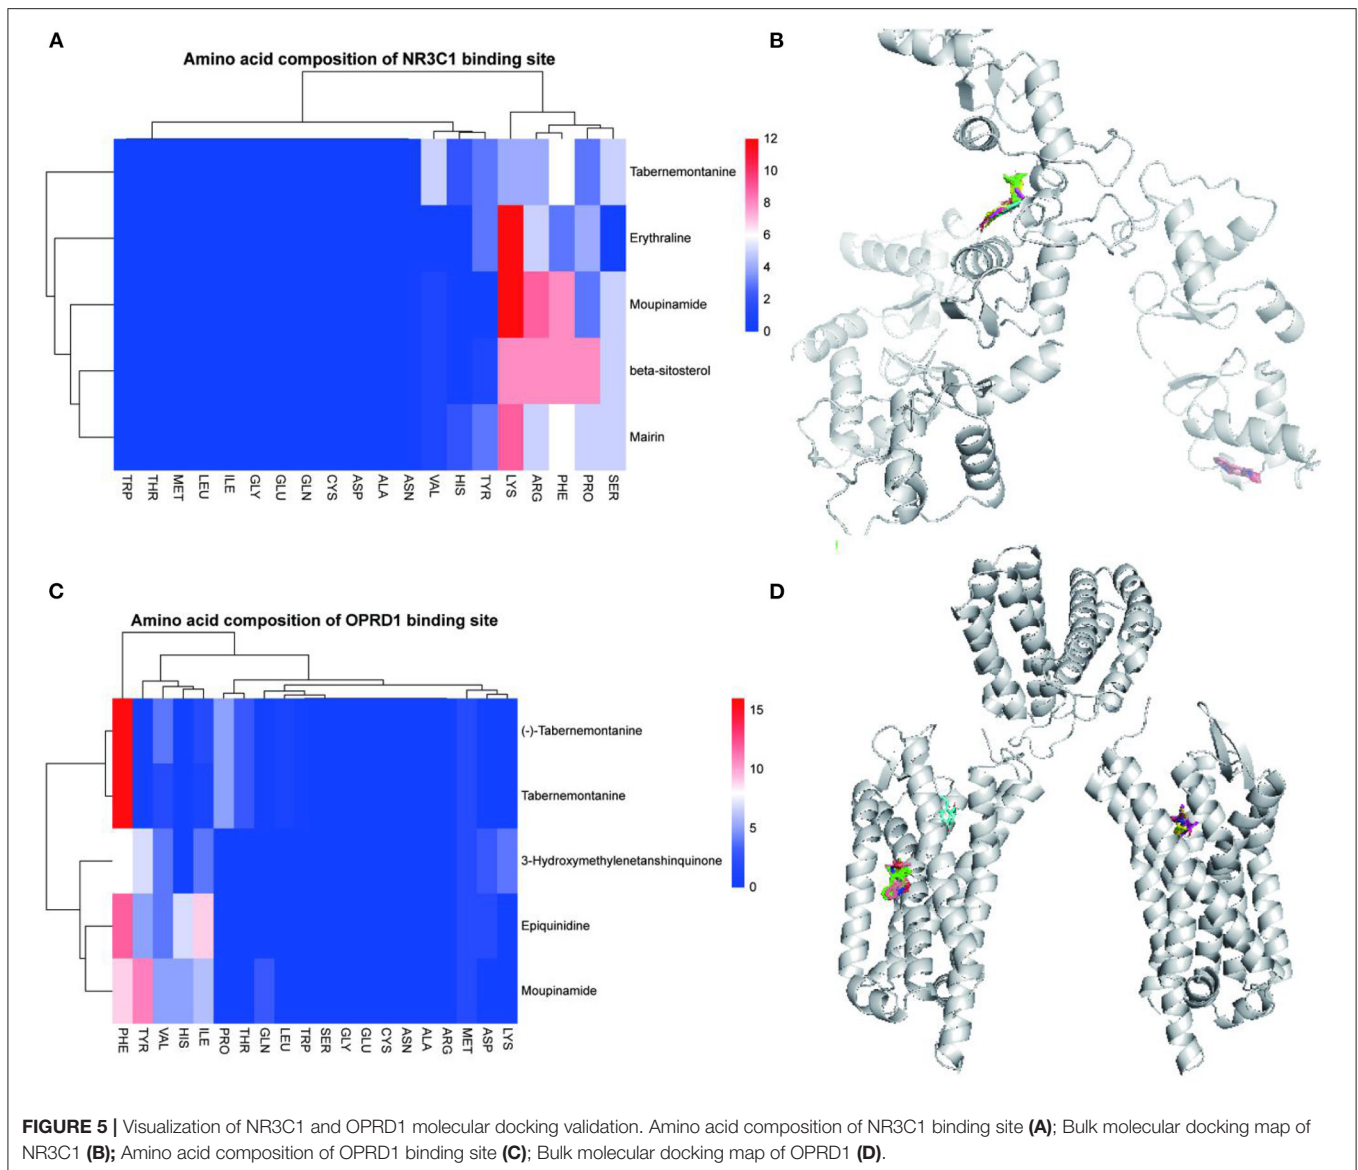 A
Amino acid composition of NR3C1 binding site
12
10
8
6
4
2
0
Tabernemontanine
Erythraline
Moupinamide
beta-sitosterol
Mairin
TRP THR MET LEU ILE GLY GLU GLN CYS ASP ALA ASN VAL HIS TYR LYS ARG PHE PRO SER
B
C
Amino acid composition of OPRD1 binding site
15
10
5
0
(-)-Tabernemontanine
Tabernemontanine
3-Hydroxymethylenetanshinquinone
Epiquinidine
Moupinamide
PHE TYR VAL HIS ILE PRO THR GLN LEU TRP SER GLY GLU CYS ASN ALA ARG MET ASP LYS
D
FIGURE 5 | Visualization of NR3C1 and OPRD1 molecular docking validation. Amino acid composition of NR3C1 binding site (A); Bulk molecular docking map of
NR3C1 (B); Amino acid composition of OPRD1 binding site (C); Bulk molecular docking map of OPRD1 (D).